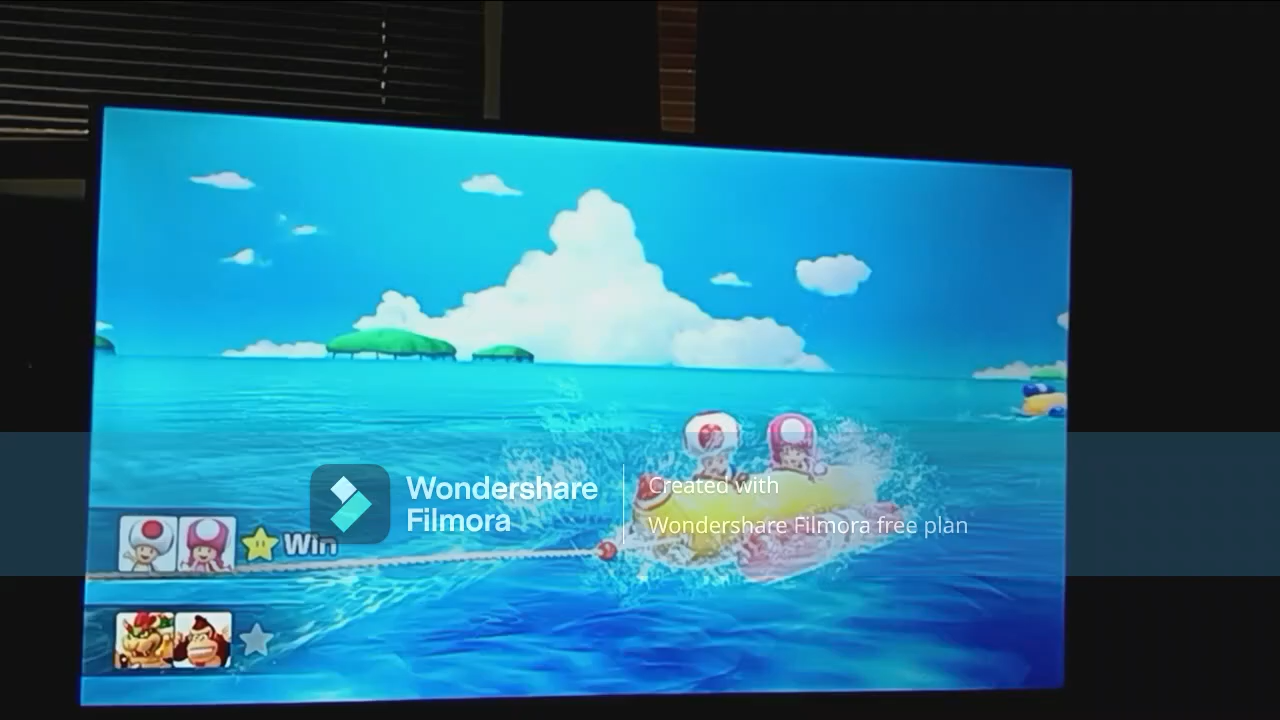 Wondershare
Filmora
Created with
Wondershare Filmora free plan
Win